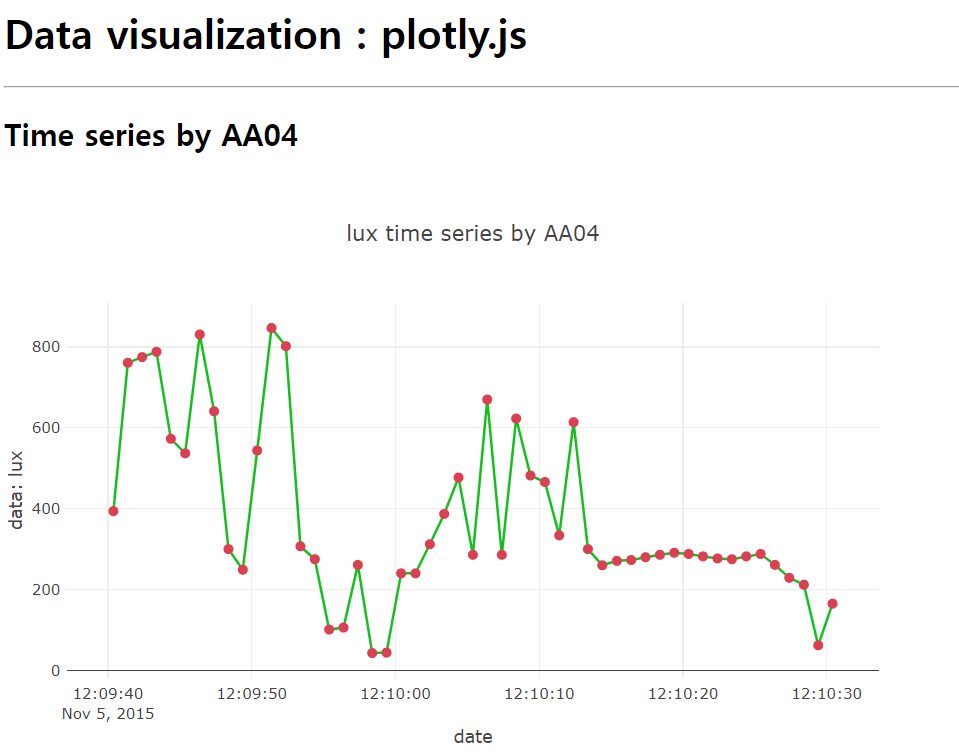 Data visualization : plotly.js
Time series by AA04
lux time series by AA04
data: lux
800
600
400
200
0
12:09:40 12:09:50 12:10:00 12:10:10 12:10:20 12:10:30
Nov 5, 2015
date